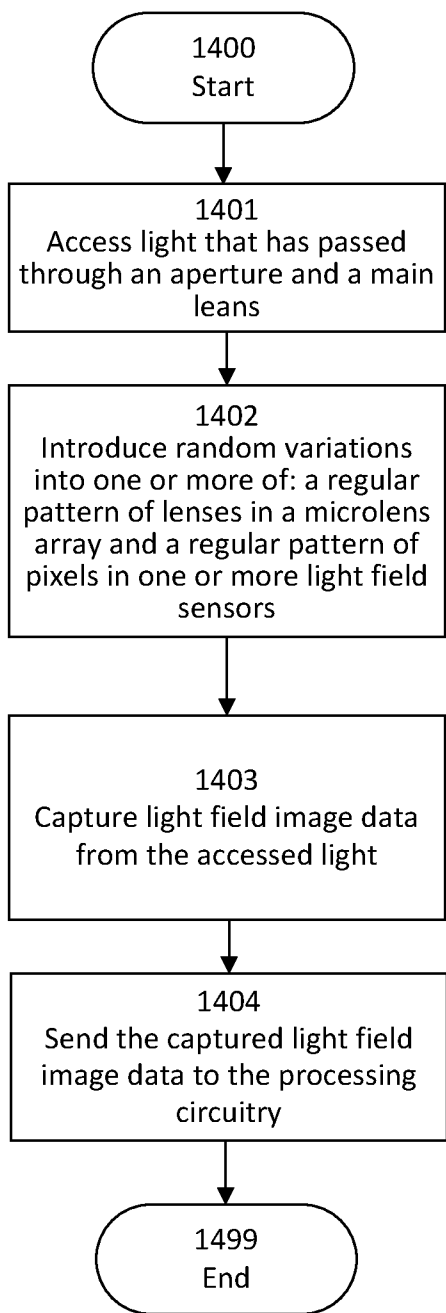 1400
Start
1401
Access light that has passed
through an aperture and a main
leans
1402
Introduce random variations
into one or more of: a regular
pattern of lenses in a microlens
array and a regular pattern of
pixels in one or more light field
sensors
1403
Capture light field image data
from the accessed light
1404
Send the captured light field
image data to the processing
circuitry
1499
End